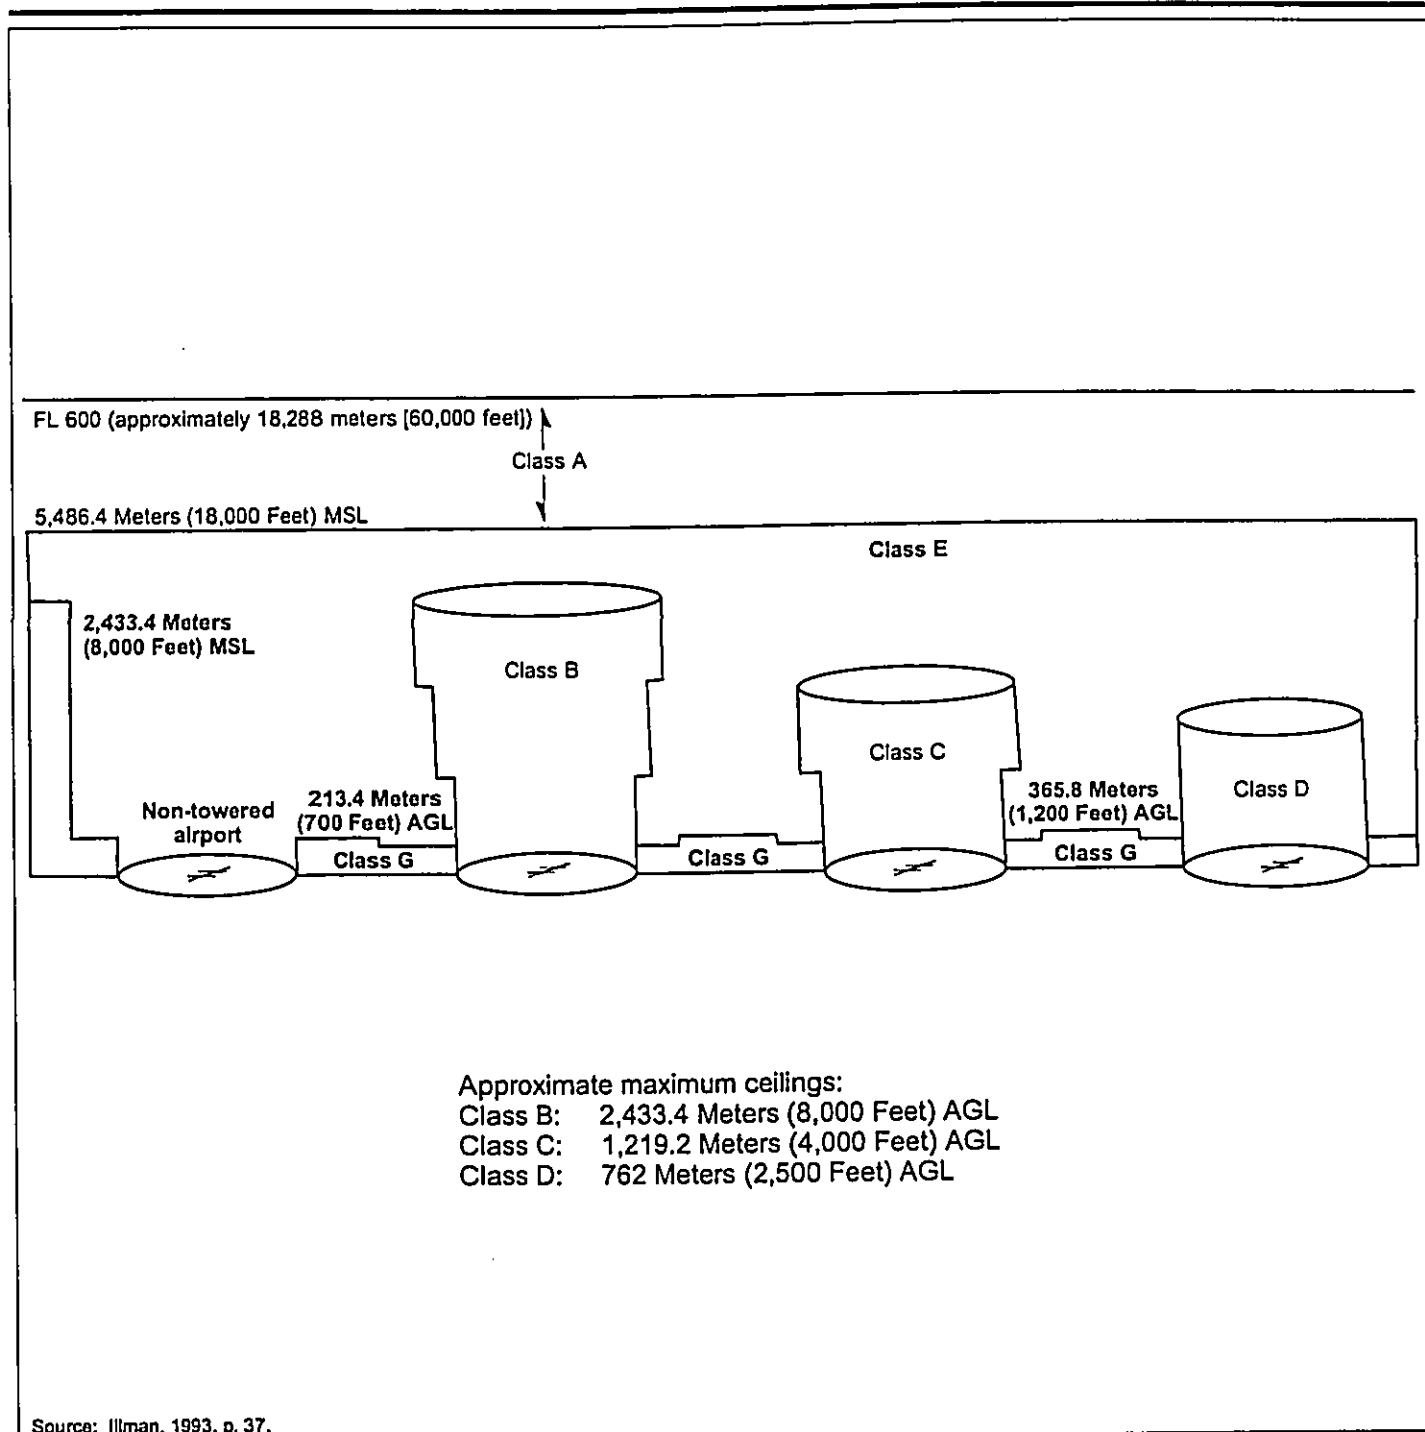 FL 600 (approximately 18,288 meters [60,000 feet])
Class A
5,486.4 Meters (18,000 Feet) MSL
Class E
2,433.4 Meters
(8,000 Feet) MSL
Class B
Class C
Class D
Non-towered
airport
213.4 Meters
(700 Feet) AGL
365.8 Meters
(1,200 Feet) AGL
Class G
Class G
Class G
Approximate maximum ceilings:
Class B: 2,433.4 Meters (8,000 Feet) AGL
Class C: 1,219.2 Meters (4,000 Feet) AGL
Class D: 762 Meters (2,500 Feet) AGL
Source: Illman, 1993, p. 37.